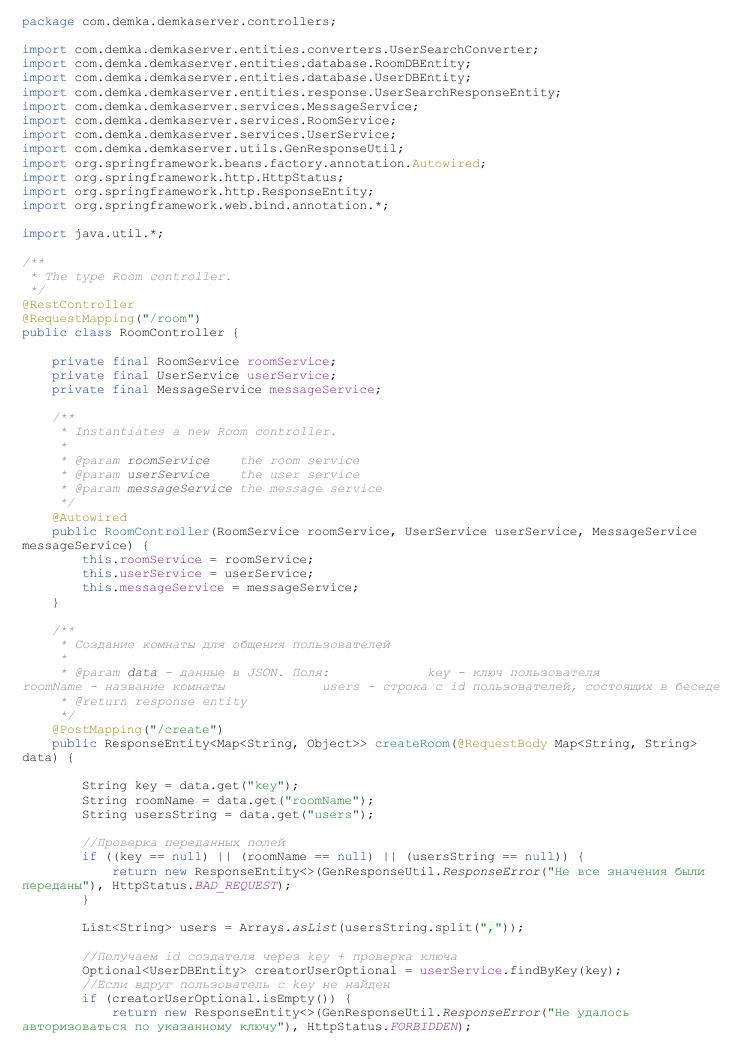 package com.demka.demkaserver.controllers;

import com.demka.demkaserver.entities.converters.UserSearchConverter;
import com.demka.demkaserver.entities.database.RoomDBEntity;
import com.demka.demkaserver.entities.database.UserDBEntity;
import com.demka.demkaserver.entities.response.UserSearchResponseEntity;
import com.demka.demkaserver.services.MessageService;
import com.demka.demkaserver.services.RoomService;
import com.demka.demkaserver.services.UserService;
import com.demka.demkaserver.utils.GenResponseUtil;
import org.springframework.beans.factory.annotation.Autowired;
import org.springframework.http.HttpStatus;
import org.springframework.http.ResponseEntity;
import org.springframework.web.bind.annotation.*;

import java.util.*;

/**
 * The type Room controller.
 */
@RestController
@RequestMapping("/room")
public class RoomController {

    private final RoomService roomService;
    private final UserService userService;
    private final MessageService messageService;

    /**
     * Instantiates a new Room controller.
     *
     * @param roomService    the room service
     * @param userService    the user service
     * @param messageService the message service
     */
    @Autowired
    public RoomController(RoomService roomService, UserService userService, MessageService
messageService) {
        this.roomService = roomService;
        this.userService = userService;
        this.messageService = messageService;
    }

    /**
     * Создание комнаты для общения пользователей
     *
     * @param data – данные в JSON. Поля:             key – ключ пользователя
roomName – название комнаты             users - строка с id пользователей, состоящих в беседе
     * @return response entity
     */
    @PostMapping("/create")
    public ResponseEntity<Map<String, Object>> createRoom(@RequestBody Map<String, String>
data) {

        String key = data.get("key");
        String roomName = data.get("roomName");
        String usersString = data.get("users");

        //Проверка переданных полей
        if ((key == null) || (roomName == null) || (usersString == null)) {
            return new ResponseEntity<>(GenResponseUtil.ResponseError("Не все значения были
переданы"), HttpStatus.BAD_REQUEST);
        }

        List<String> users = Arrays.asList(usersString.split(","));

        //Получаем id создателя через key + проверка ключа
        Optional<UserDBEntity> creatorUserOptional = userService.findByKey(key);
        //Если вдруг пользователь с key не найден
        if (creatorUserOptional.isEmpty()) {
            return new ResponseEntity<>(GenResponseUtil.ResponseError("Не удалось
авторизоваться по указанному ключу"), HttpStatus.FORBIDDEN);